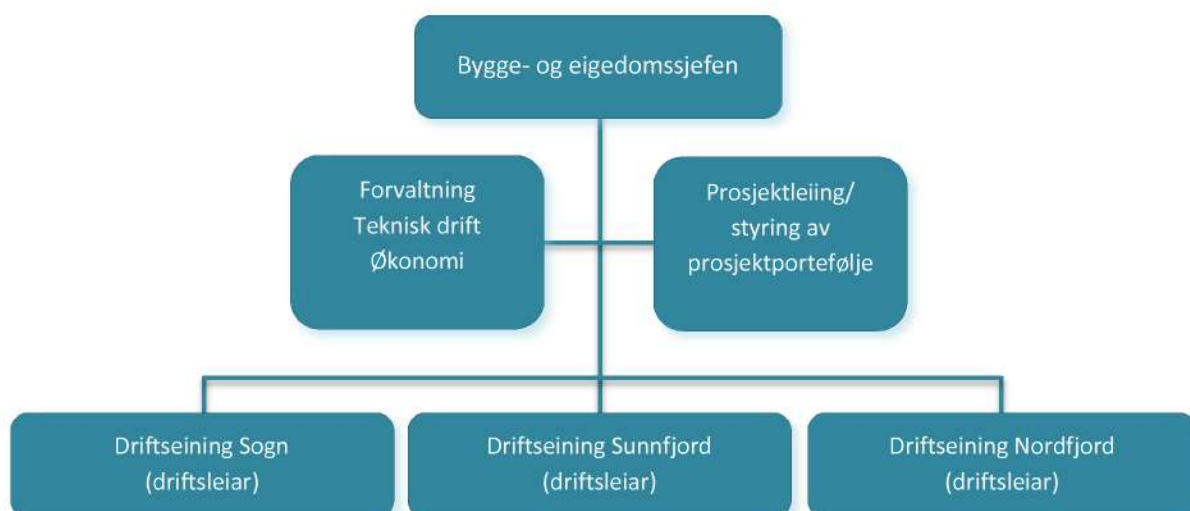 Bygge- og eigedomssjefen
Forvaltning
Teknisk drift
Økonomi
Prosjektleiing/
styring av
prosjektportefølje
Driftseining Sogn
(driftsleiar)
Driftseining Sunnfjord
(driftsleiar)
Driftseining Nordfjord
(driftsleiar)